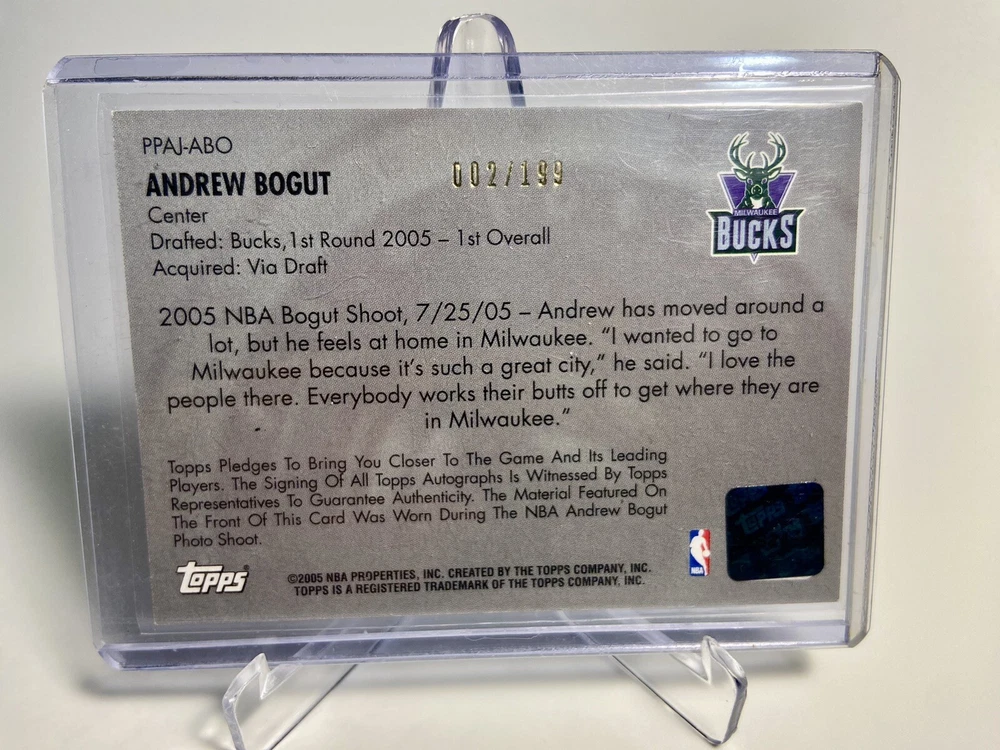 PPAJ-ABO
ANDREW BOGUT
002/199
Center
Drafted: Bucks,1st Round 2005 – 1st Overall
Acquired: Via Draft
MILWAUKEE
BUCKS
2005 NBA Bogut Shoot, 7/25/05 – Andrew has moved around a
lot, but he feels at home in Milwaukee. “I wanted to go to
Milwaukee because it’s such a great city,” he said. “I love the
people there. Everybody works their butts off to get where they are
in Milwaukee.”
Topps Pledges To Bring You Closer To The Game And Its Leading
Players. The Signing Of All Topps Autographs Is Witnessed By Topps
Representatives To Guarantee Authenticity. The Material Featured On
The Front Of This Card Was Worn During The NBA Andrew Bogut
Photo Shoot.
Topps
©2005 NBA PROPERTIES, INC. CREATED BY THE TOPPS COMPANY, INC.
TOPPS IS A REGISTERED TRADEMARK OF THE TOPPS COMPANY, INC.
NBA